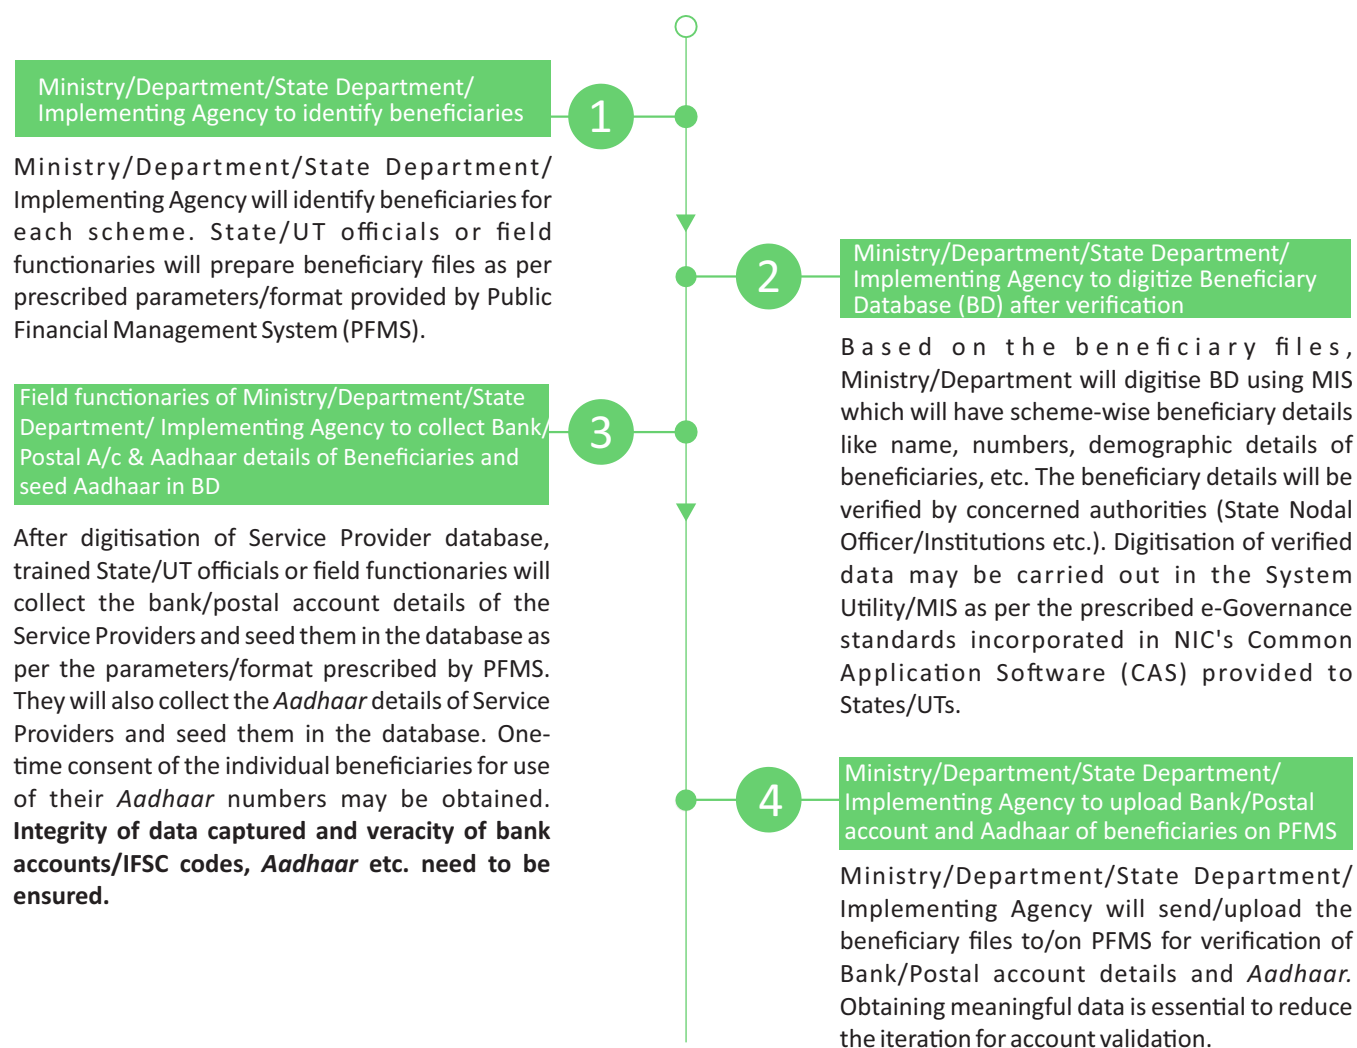 Ministry/Department/State Department/
Implementing Agency to identify beneficiaries
1
Ministry/Department/State Department/
Implementing Agency will identify beneficiaries for
each scheme. State/UT officials or field
functionaries will prepare beneficiary files as per
prescribed parameters/format provided by Public
Financial Management System (PFMS).
2
Ministry/Department/State Department/
Implementing Agency to digitize Beneficiary
Database (BD) after verification
Based on the beneficiary files,
Ministry/Department will digitise BD using MIS
which will have scheme-wise beneficiary details
like name, numbers, demographic details of
beneficiaries, etc. The beneficiary details will be
verified by concerned authorities (State Nodal
Officer/Institutions etc.). Digitisation of verified
data may be carried out in the System
Utility/MIS as per the prescribed e-Governance
standards incorporated in NIC's Common
Application Software (CAS) provided to
States/UTs.
Field functionaries of Ministry/Department/State
Department/ Implementing Agency to collect Bank/
Postal A/c & Aadhaar details of Beneficiaries and
seed Aadhaar in BD
3
After digitisation of Service Provider database,
trained State/UT officials or field functionaries will
collect the bank/postal account details of the
Service Providers and seed them in the database as
per the parameters/format prescribed by PFMS.
They will also collect the Aadhaar details of Service
Providers and seed them in the database. One-
time consent of the individual beneficiaries for use
of their Aadhaar numbers may be obtained.
Integrity of data captured and veracity of bank
accounts/IFSC codes, Aadhaar etc. need to be
ensured.
4
Ministry/Department/State Department/
Implementing Agency to upload Bank/Postal
account and Aadhaar of beneficiaries on PFMS
Ministry/Department/State Department/
Implementing Agency will send/upload the
beneficiary files to/on PFMS for verification of
Bank/Postal account details and Aadhaar.
Obtaining meaningful data is essential to reduce
the iteration for account validation.